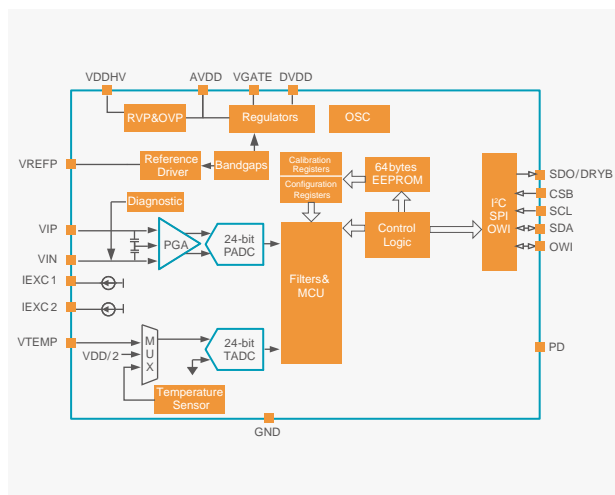 VDDHV
AVDD
VGATE
DVDD
RVP&OVP
Regulators
OSC
VREFP
Reference
Driver
Bandgaps
Calibration
Registers
Configuration
Registers
64bytes
EEPROM
Diagnostic
VIP
VIN
PGA
24-bit
PADC
Control
Logic
I²C
SPI
OWI
SDO/DRYB
CSB
SCL
SDA
OWI
IEXC1
IEXC2
Filters&
MCU
VTEMP
VDD/2
M
U
X
24-bit
TADC
Temperature
Sensor
PD
GND